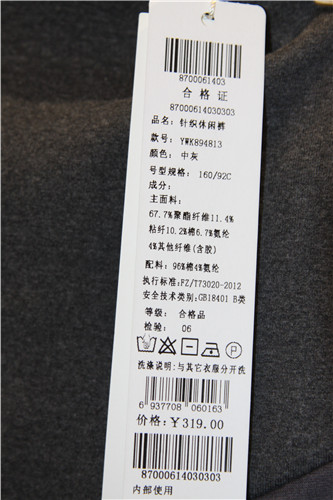 8700061403
合格证
87000614030303
品名: 针织休闲裤
款号: YWK894813
颜色: 中灰
号型规格: 160/92C
成分:
主面料:
67.7%聚酯纤维11.4%
粘纤10.2%棉6.7%氨纶
4%其他纤维(含胶)
配料: 96%棉4%氨纶
执行标准:FZ/T73020-2012
安全技术类别:GB18401 B类
等级: 合格品
检验: 06
P
洗涤说明:与其它衣服分开洗
6 937708 060163
价格:￥319.00
87000614030303
内部使用